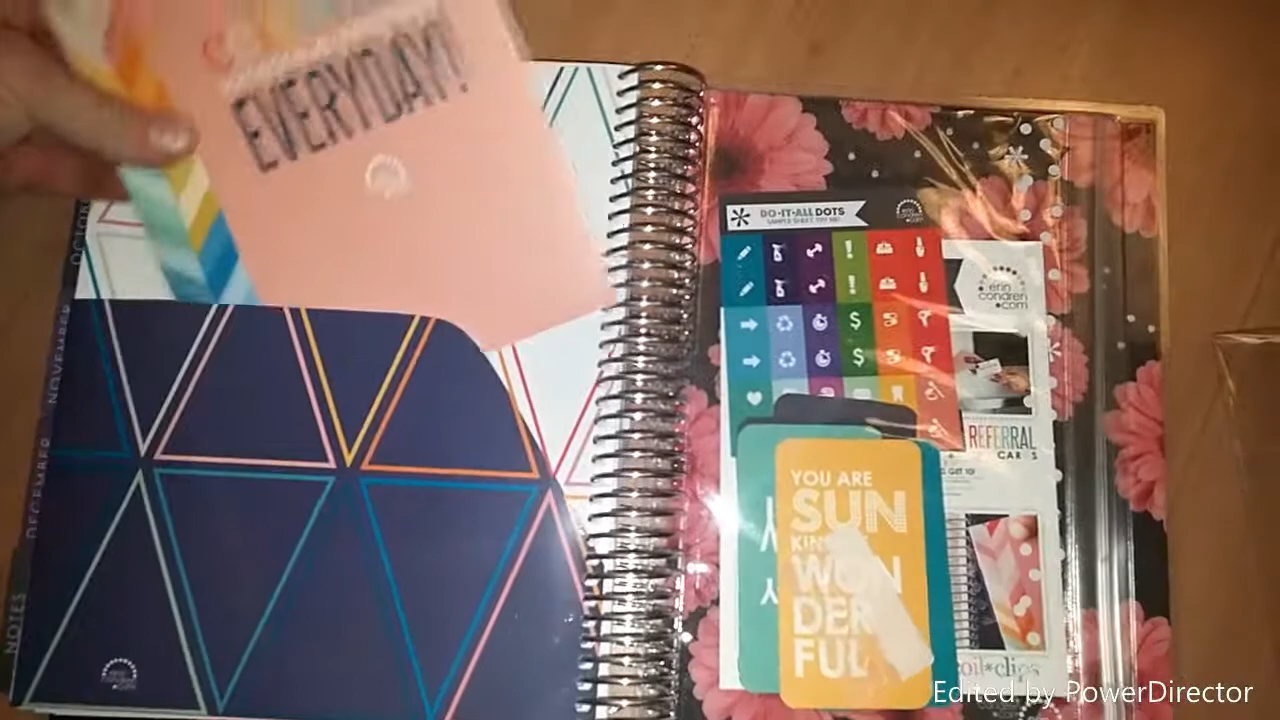 EVERYDAY!
OCTOBER
NOVEMBER
DECEMBER
NOTES
DO·IT·ALL DOTS
erin
condren
.com
REFERRAL
YOU ARE
SUN
WON
DER
FUL
coil*clips
Edited by PowerDirector